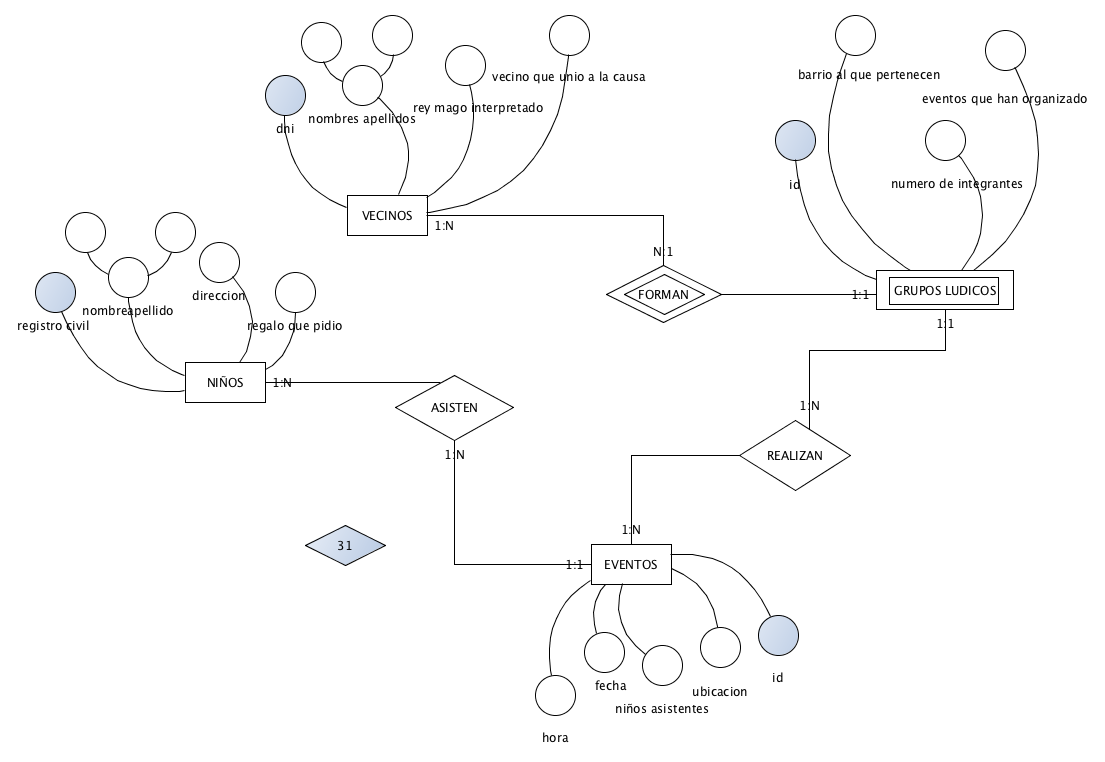 vecino que unio a la causa
barrio al que pertenecen
eventos que han organizado
rey mago interpretado
nombres apellidos
dni
id
numero de integrantes
VECINOS
1:N
N:1
FORMAN
1:1
GRUPOS LUDICOS
1:1
direccion
nombreapellido
registro civil
regalo que pidio
NIÑOS
1:N
ASISTEN
1:N
1:N
REALIZAN
31
1:N
1:1
EVENTOS
id
fecha
ubicacion
niños asistentes
hora